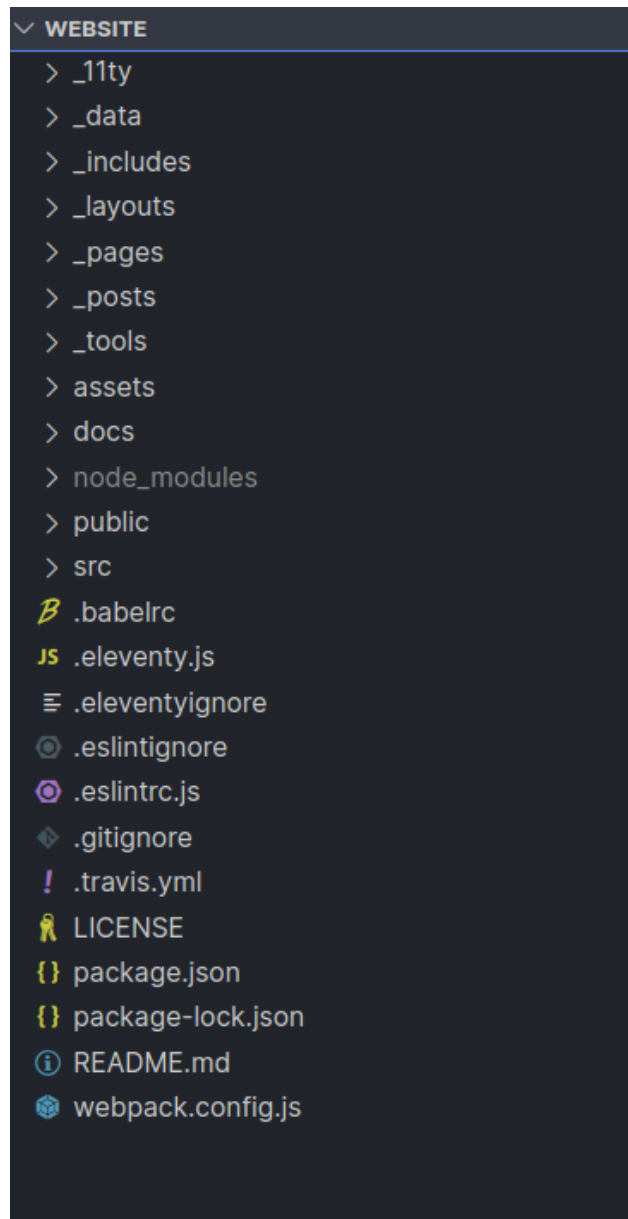 WEBSITE
_11ty
_data
_includes
_layouts
_pages
_posts
_tools
assets
docs
node_modules
public
src
.babelrc
JS .eleventy.js
.eleventyignore
.eslintignore
.eslintrc.js
.gitignore
! .travis.yml
LICENSE
{} package.json
{} package-lock.json
README.md
webpack.config.js